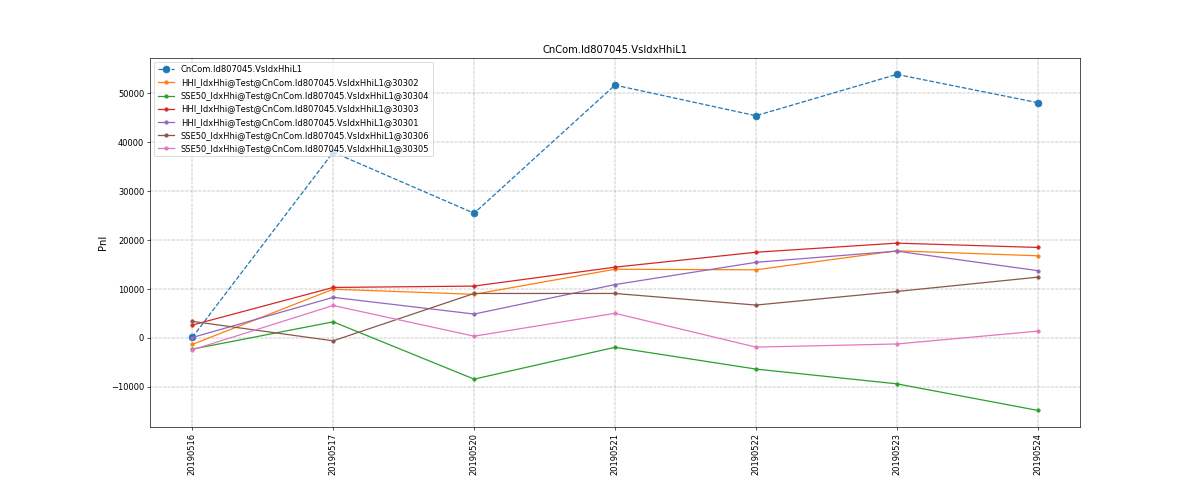 CnCom.Id807045.VsIdxHhiL1
CnCom.Id807045.VsIdxHhiL1
HHI_IdxHhi@Test@CnCom.Id807045.VsIdxHhiL1@30302
SSE50_IdxHhi@Test@CnCom.Id807045.VsIdxHhiL1@30304
HHI_IdxHhi@Test@CnCom.Id807045.VsIdxHhiL1@30303
HHI_IdxHhi@Test@CnCom.Id807045.VsIdxHhiL1@30301
SSE50_IdxHhi@Test@CnCom.Id807045.VsIdxHhiL1@30306
SSE50_IdxHhi@Test@CnCom.Id807045.VsIdxHhiL1@30305
50000
40000
30000
20000
10000
0
−10000
Pnl
20190516
20190517
20190520
20190521
20190522
20190523
20190524